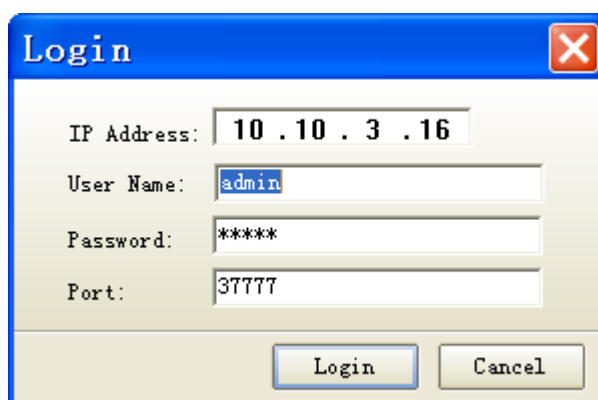 Login
IP Address: 10 .10 . 3 .16
User Name: admin
Password: *****
Port: 37777
Login Cancel